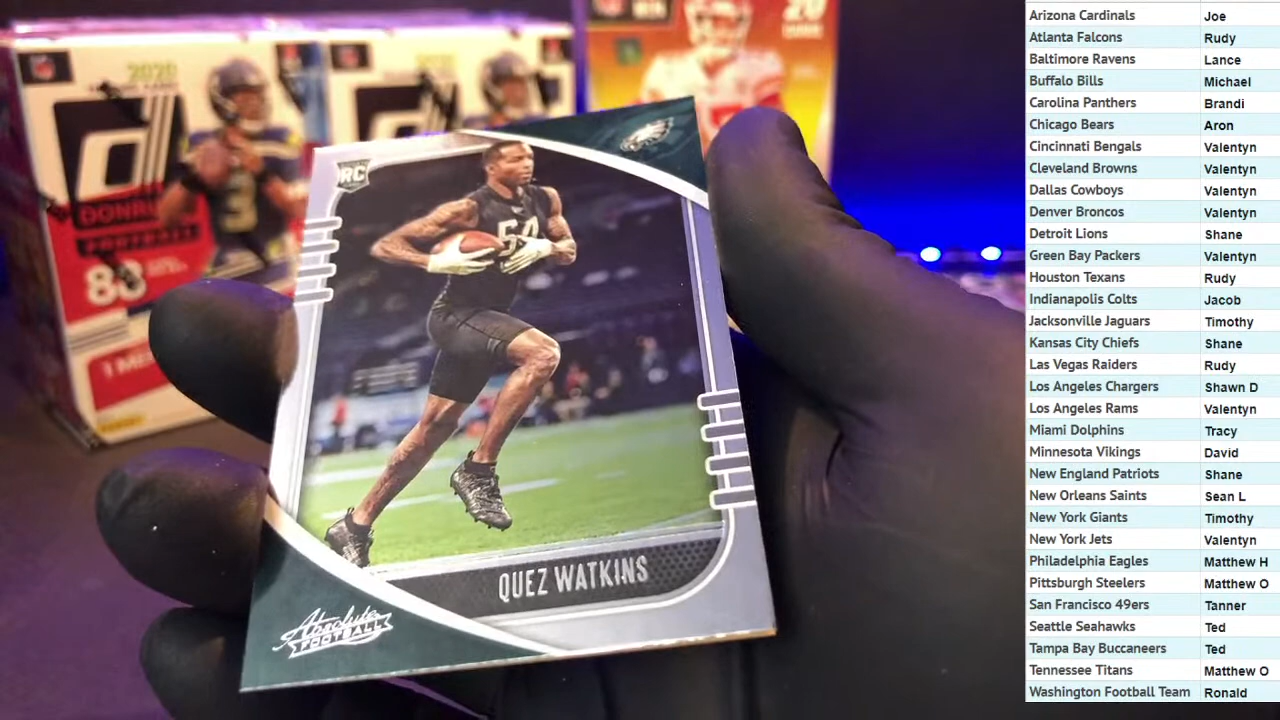 2020
DONRUSS
FOOTBALL
83
20
RC
54
3
QUEZ WATKINS
Absolute
FOOTBALL
Arizona Cardinals Joe
Atlanta Falcons Rudy
Baltimore Ravens Lance
Buffalo Bills Michael
Carolina Panthers Brandi
Chicago Bears Aron
Cincinnati Bengals Valentyn
Cleveland Browns Valentyn
Dallas Cowboys Valentyn
Denver Broncos Valentyn
Detroit Lions Shane
Green Bay Packers Valentyn
Houston Texans Rudy
Indianapolis Colts Jacob
Jacksonville Jaguars Timothy
Kansas City Chiefs Shane
Las Vegas Raiders Rudy
Los Angeles Chargers Shawn D
Los Angeles Rams Valentyn
Miami Dolphins Tracy
Minnesota Vikings David
New England Patriots Shane
New Orleans Saints Sean L
New York Giants Timothy
New York Jets Valentyn
Philadelphia Eagles Matthew H
Pittsburgh Steelers Matthew O
San Francisco 49ers Tanner
Seattle Seahawks Ted
Tampa Bay Buccaneers Ted
Tennessee Titans Matthew O
Washington Football Team Ronald